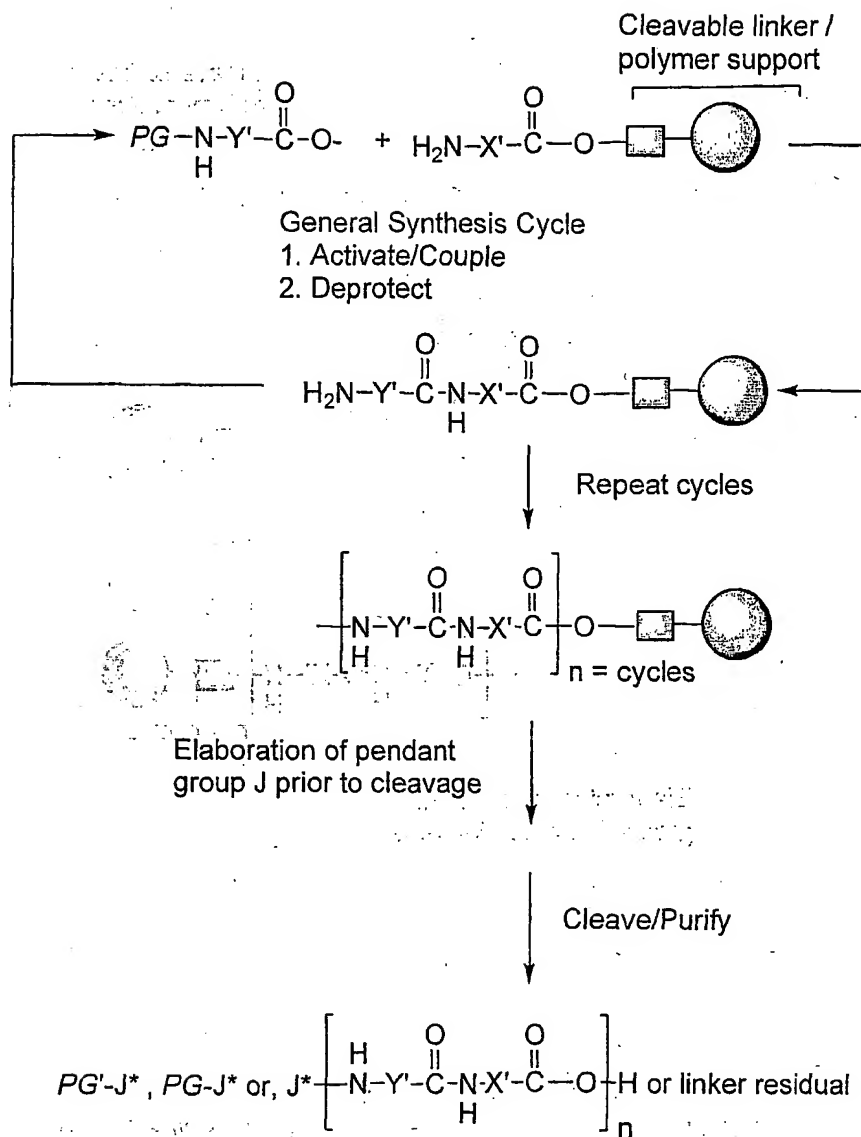 Cleavable linker /
polymer support
PG-N-Y'-C-O- + H2N-X'-C-O
H
O
O
General Synthesis Cycle
1. Activate/Couple
2. Deprotect
O
O
H2N-Y'-C-N-X'-C-O
H
Repeat cycles
O
O
N-Y'-C-N-X'-C-O
H
H
n = cycles
Elaboration of pendant
group J prior to cleavage
Cleave/Purify
H
O
O
PG'-J* , PG-J* or, J* N-Y'-C-N-X'-C-O H or linker residual
H
n